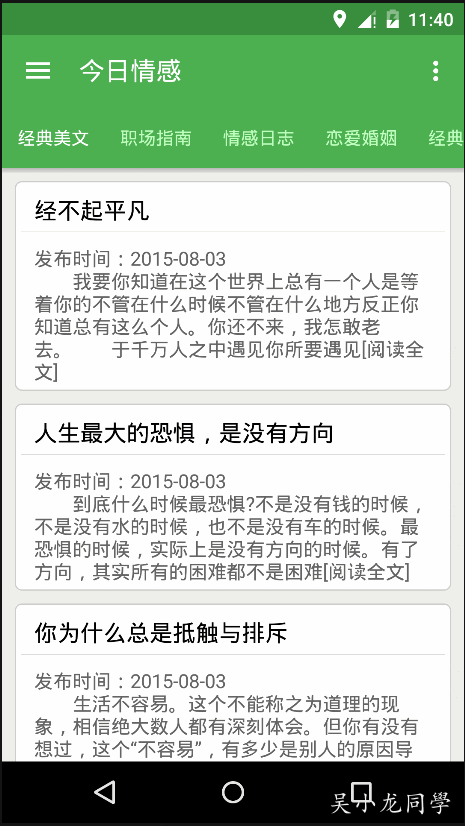 11:40
今日情感
经典美文 职场指南 情感日志 恋爱婚姻 经典
经不起平凡
发布时间：2015-08-03
我要你知道在这个世界上总有一个人是等
着你的不管在什么时候不管在什么地方反正你
知道总有这么个人。你还不来，我怎敢老
去。 于千万人之中遇见你所要遇见[阅读全
文]
人生最大的恐惧，是没有方向
发布时间：2015-08-03
到底什么时候最恐惧?不是没有钱的时候，
不是没有水的时候，也不是没有车的时候。最
恐惧的时候，实际上是没有方向的时候。有了
方向，其实所有的困难都不是困难[阅读全文]
你为什么总是抵触与排斥
发布时间：2015-08-03
生活不容易。这个不能称之为道理的现
象，相信绝大数人都有深刻体会。但你有没有
想过，这个“不容易”，有多少是别人的原因导
吴小龙同學